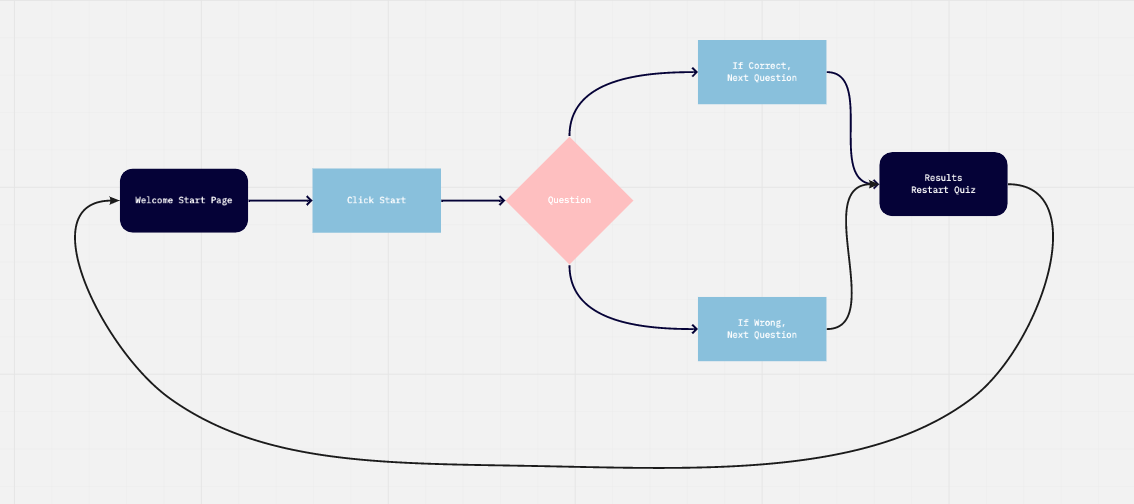 Welcome Start Page
Click Start
Question
If Correct,
Next Question
If Wrong,
Next Question
Results
Restart Quiz